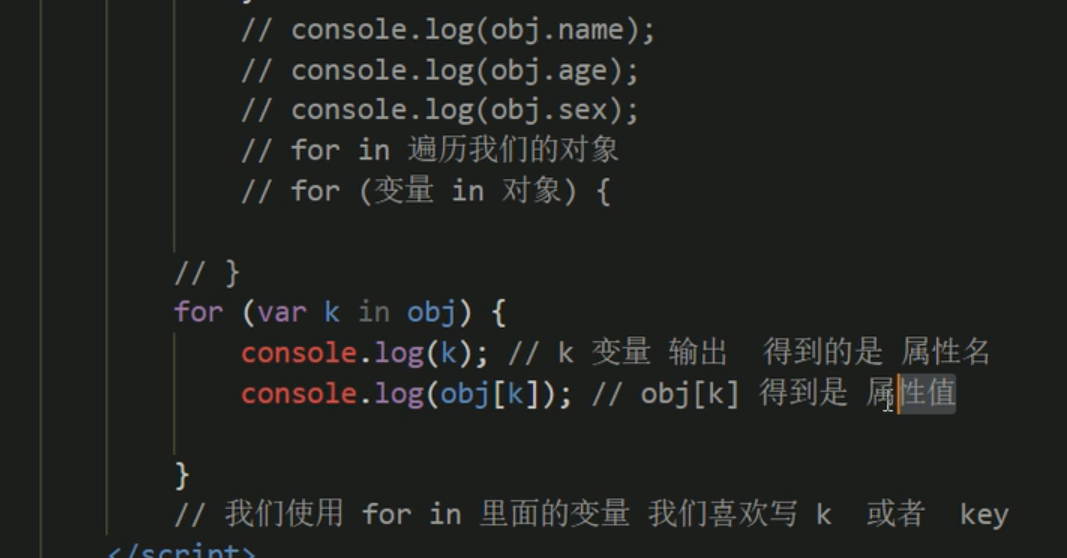 // console.log(obj.name);
// console.log(obj.age);
// console.log(obj.sex);
// for in 遍历我们的对象
// for (变量 in 对象) {
// }
for (var k in obj) {
console.log(k); // k 变量 输出  得到的是 属性名
console.log(obj[k]); // obj[k] 得到是 属性值
}
// 我们使用 for in 里面的变量 我们喜欢写 k  或者  key
</script>